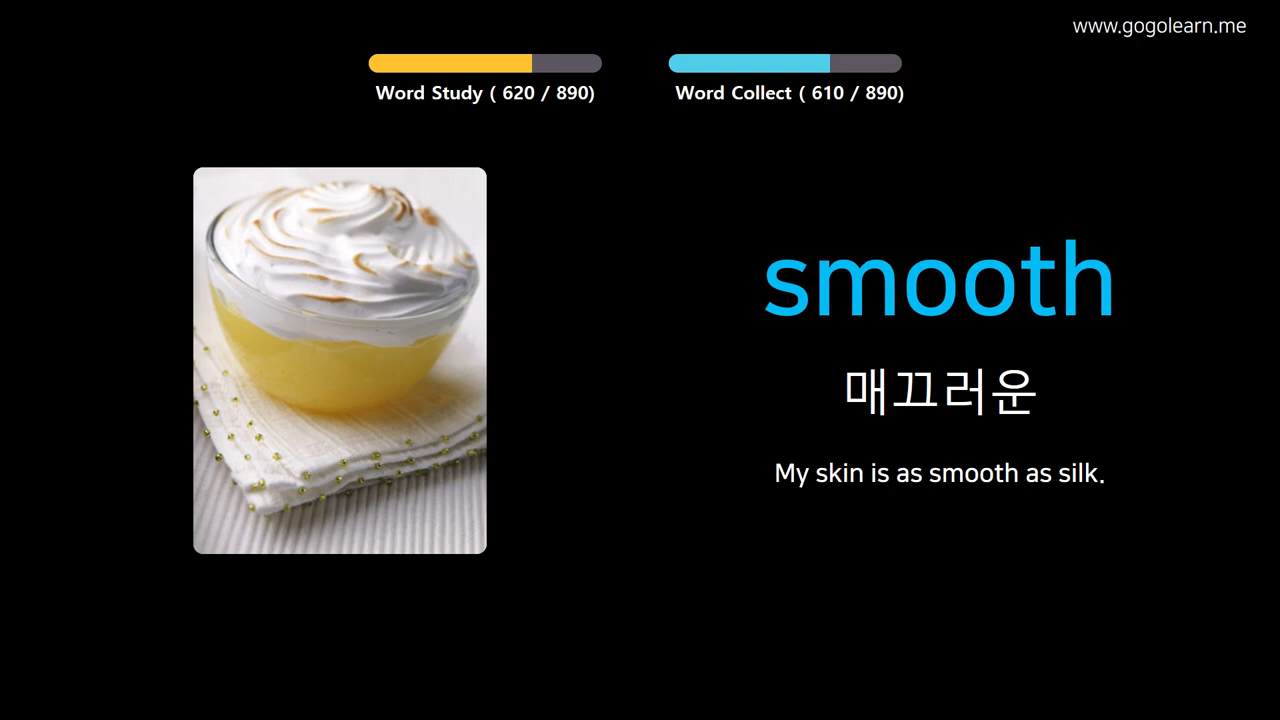 www.gogolearn.me
Word Study ( 620 / 890)
Word Collect ( 610 / 890)
smooth
매끄러운
My skin is as smooth as silk.